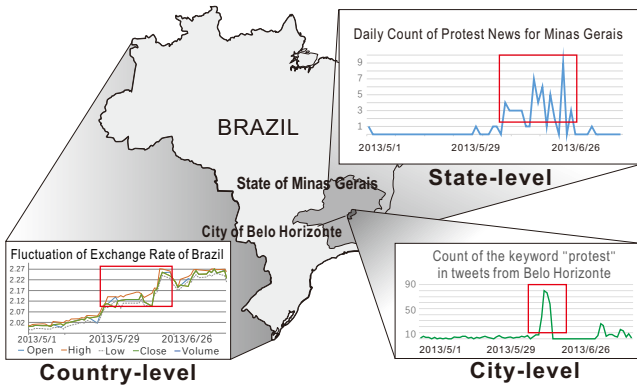 Daily Count of Protest News for Minas Gerais
9
7
5
3
1
2013/5/1 2013/5/29 2013/6/26
State-level
BRAZIL
State of Minas Gerais
City of Belo Horizonte
Fluctuation of Exchange Rate of Brazil
2.27
2.22
2.17
2.12
2.07
2.02
2013/5/1 2013/5/29 2013/6/26
Open High Low Close Volume
Country-level
Count of the keyword "protest"
in tweets from Belo Horizonte
90
70
50
30
10
2013/5/1 2013/5/29 2013/6/26
City-level